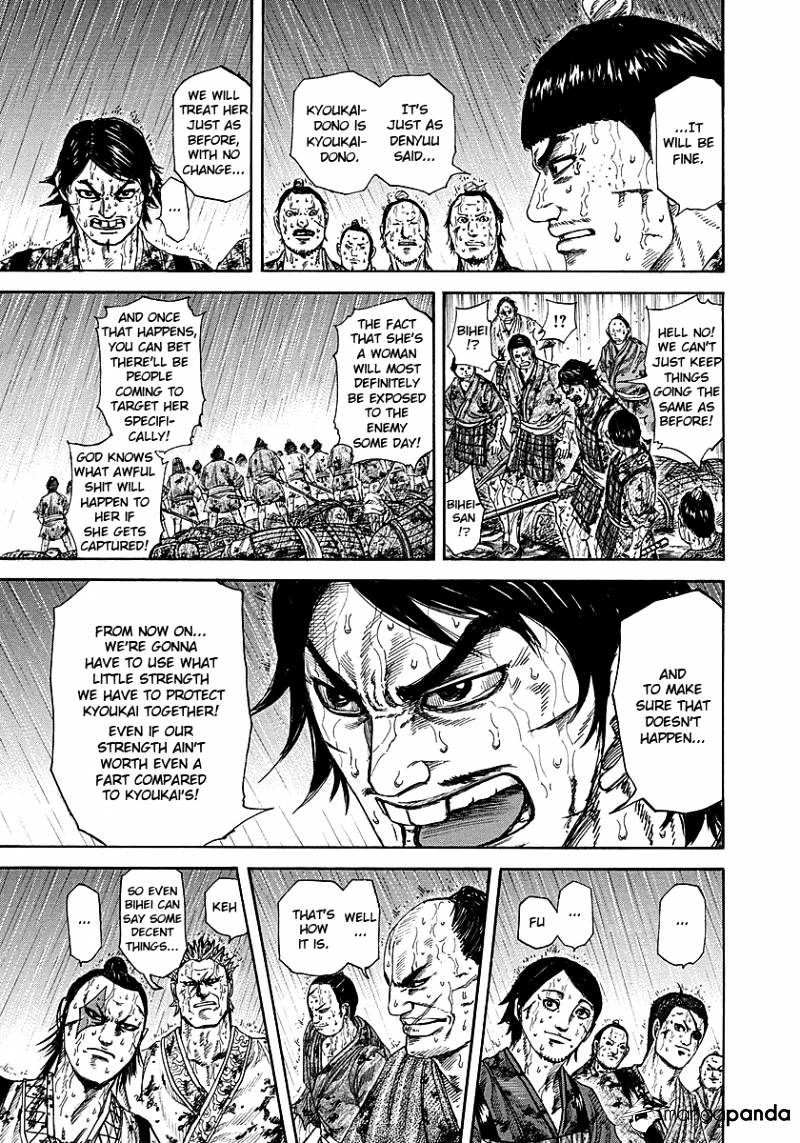 ...IT
WILL BE
FINE.
IT'S
JUST AS
DENYUU
SAID...
KYOUKAI-
DONO IS
KYOUKAI-
DONO.
WE WILL
TREAT HER
JUST AS
BEFORE,
WITH NO
CHANGE...
...
HELL NO!
WE CAN'T
JUST KEEP
THINGS
GOING THE
SAME AS
BEFORE!
!?
BIHEI
!?
BIHEI-
SAN
!?
THE FACT
THAT SHE'S
A WOMAN
WILL MOST
DEFINITELY
BE EXPOSED
TO THE
ENEMY
SOME DAY!
AND ONCE
THAT HAPPENS,
YOU CAN BET
THERE'LL BE
PEOPLE
COMING TO
TARGET HER
SPECIFI-
CALLY!
GOD KNOWS
WHAT AWFUL
SHIT WILL
HAPPEN TO
HER IF
SHE GETS
CAPTURED!
AND
TO MAKE
SURE THAT
DOESN'T
HAPPEN...
FROM NOW ON...
WE'RE GONNA
HAVE TO USE WHAT
LITTLE STRENGTH
WE HAVE TO PROTECT
KYOUKAI TOGETHER!
EVEN IF OUR
STRENGTH AIN'T
WORTH EVEN A
FART COMPARED
TO KYOUKAI'S!
...
...
FU
WELL
...
THAT'S
HOW
IT IS.
KEH
SO EVEN
BIHEI CAN
SAY SOME
DECENT
THINGS...
...
mangapanda